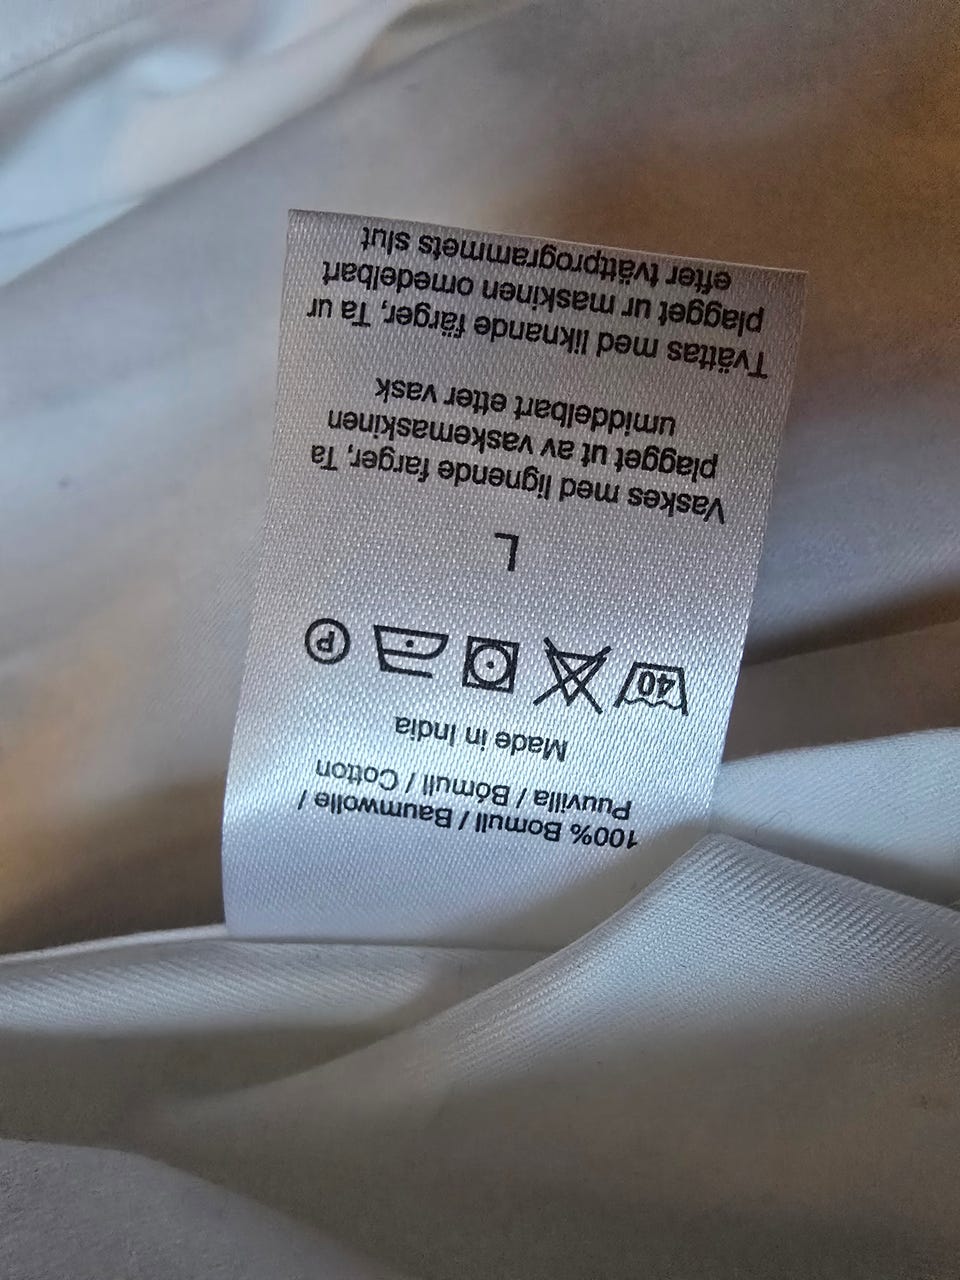 100% Bomull / Baumwolle /
Puuvilla / Bómull / Cotton
Made in India
40 P
L
Vaskes med lignende farger, Ta
plagget ut av vaskemaskinen
umiddelbart etter vask
Tvättas med liknande färger, Ta ur
plagget ur maskinen omedelbart
efter tvättprogrammets slut